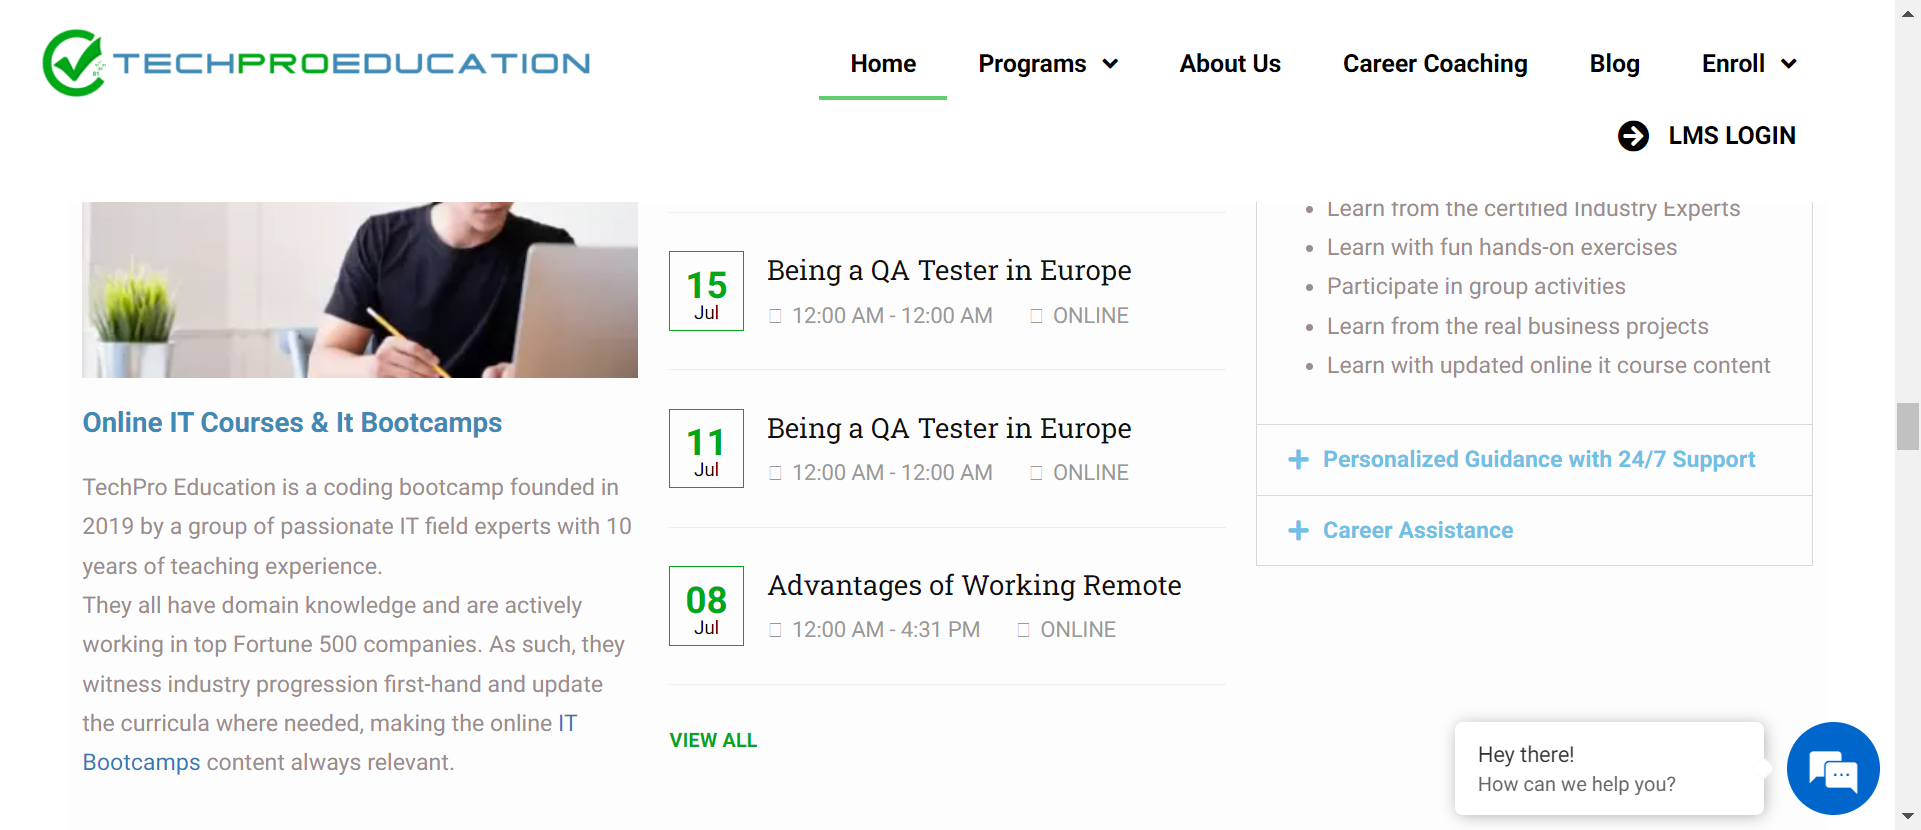 TECHPROEDUCATION
Home
Programs
About Us
Career Coaching
Blog
Enroll
LMS LOGIN
Online IT Courses & It Bootcamps
TechPro Education is a coding bootcamp founded in
2019 by a group of passionate IT field experts with 10
years of teaching experience.
They all have domain knowledge and are actively
working in top Fortune 500 companies. As such, they
witness industry progression first-hand and update
the curricula where needed, making the online IT
Bootcamps content always relevant.
15
Jul
Being a QA Tester in Europe
12:00 AM - 12:00 AM
ONLINE
11
Jul
Being a QA Tester in Europe
12:00 AM - 12:00 AM
ONLINE
08
Jul
Advantages of Working Remote
12:00 AM - 4:31 PM
ONLINE
VIEW ALL
• Learn from the certified Industry Experts
• Learn with fun hands-on exercises
• Participate in group activities
• Learn from the real business projects
• Learn with updated online it course content
+ Personalized Guidance with 24/7 Support
+ Career Assistance
Hey there!
How can we help you?